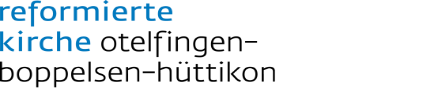 reformierte
kirche otelfingen-
boppelsen-hüttikon